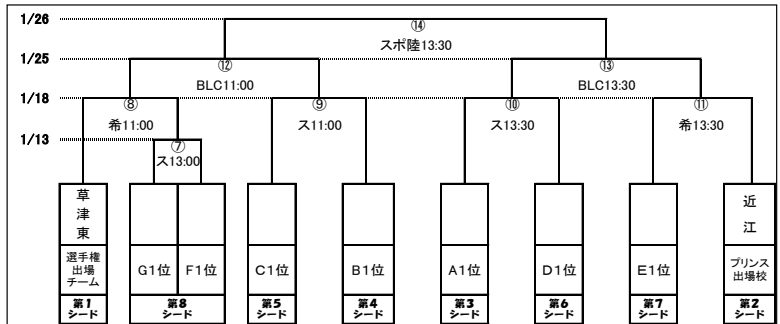 1/26
⑭
スポ陸13:30
1/25
⑫
⑬
BLC11:00
BLC13:30
1/18
⑧
⑨
⑩
⑪
希11:00
ス11:00
ス13:30
希13:30
1/13
⑦
ス13:00
草津東
近江
選手権
出場
チーム
G1位
F1位
C1位
B1位
A1位
D1位
E1位
プリンス
出場校
第1
シード
第8
シード
第5
シード
第4
シード
第3
シード
第6
シード
第7
シード
第2
シード